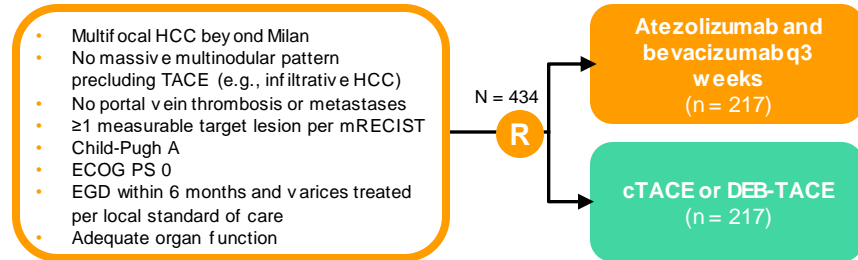 Multifocal HCC beyond Milan
No massive multinodular pattern
precluding TACE (e.g., infiltrative HCC)
No portal vein thrombosis or metastases
≥1 measurable target lesion per mRECIST
Child-Pugh A
ECOG PS 0
EGD within 6 months and varices treated
per local standard of care
Adequate organ function
N = 434
R
Atezolizumab and
bevacizumab q3
weeks
(n = 217)
cTACE or DEB-TACE
(n = 217)